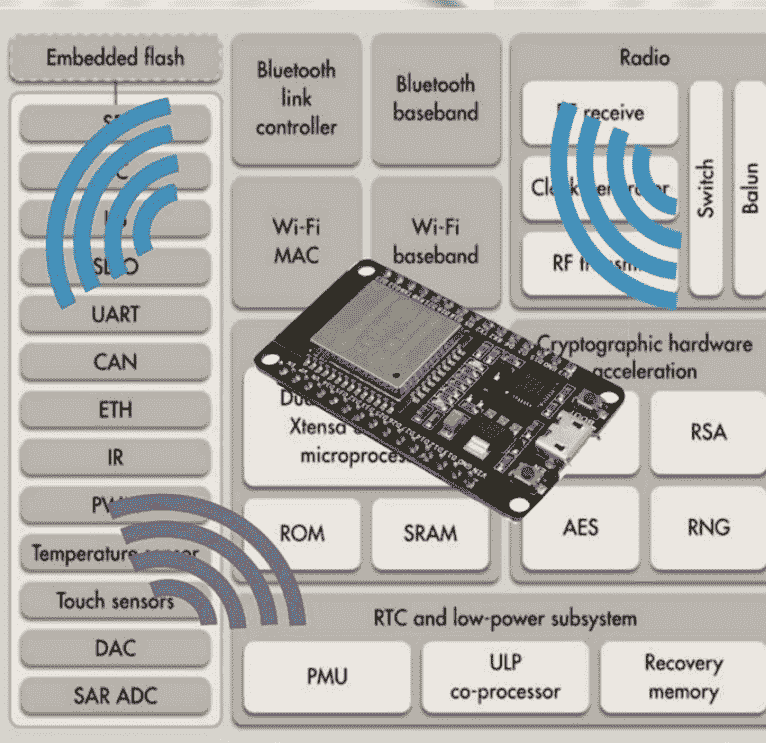 Embedded flash
SDIO
UART
CAN
ETH
IR
Temperature sensor
Touch sensors
DAC
SAR ADC
Bluetooth
link
controller
Bluetooth
baseband
Wi-Fi
MAC
Wi-Fi
baseband
Radio
receive
Switch
Balun
Cryptographic hardware
acceleration
RSA
AES
RNG
Xtensa
ROM
SRAM
RTC and low-power subsystem
PMU
ULP
co-processor
Recovery
memory